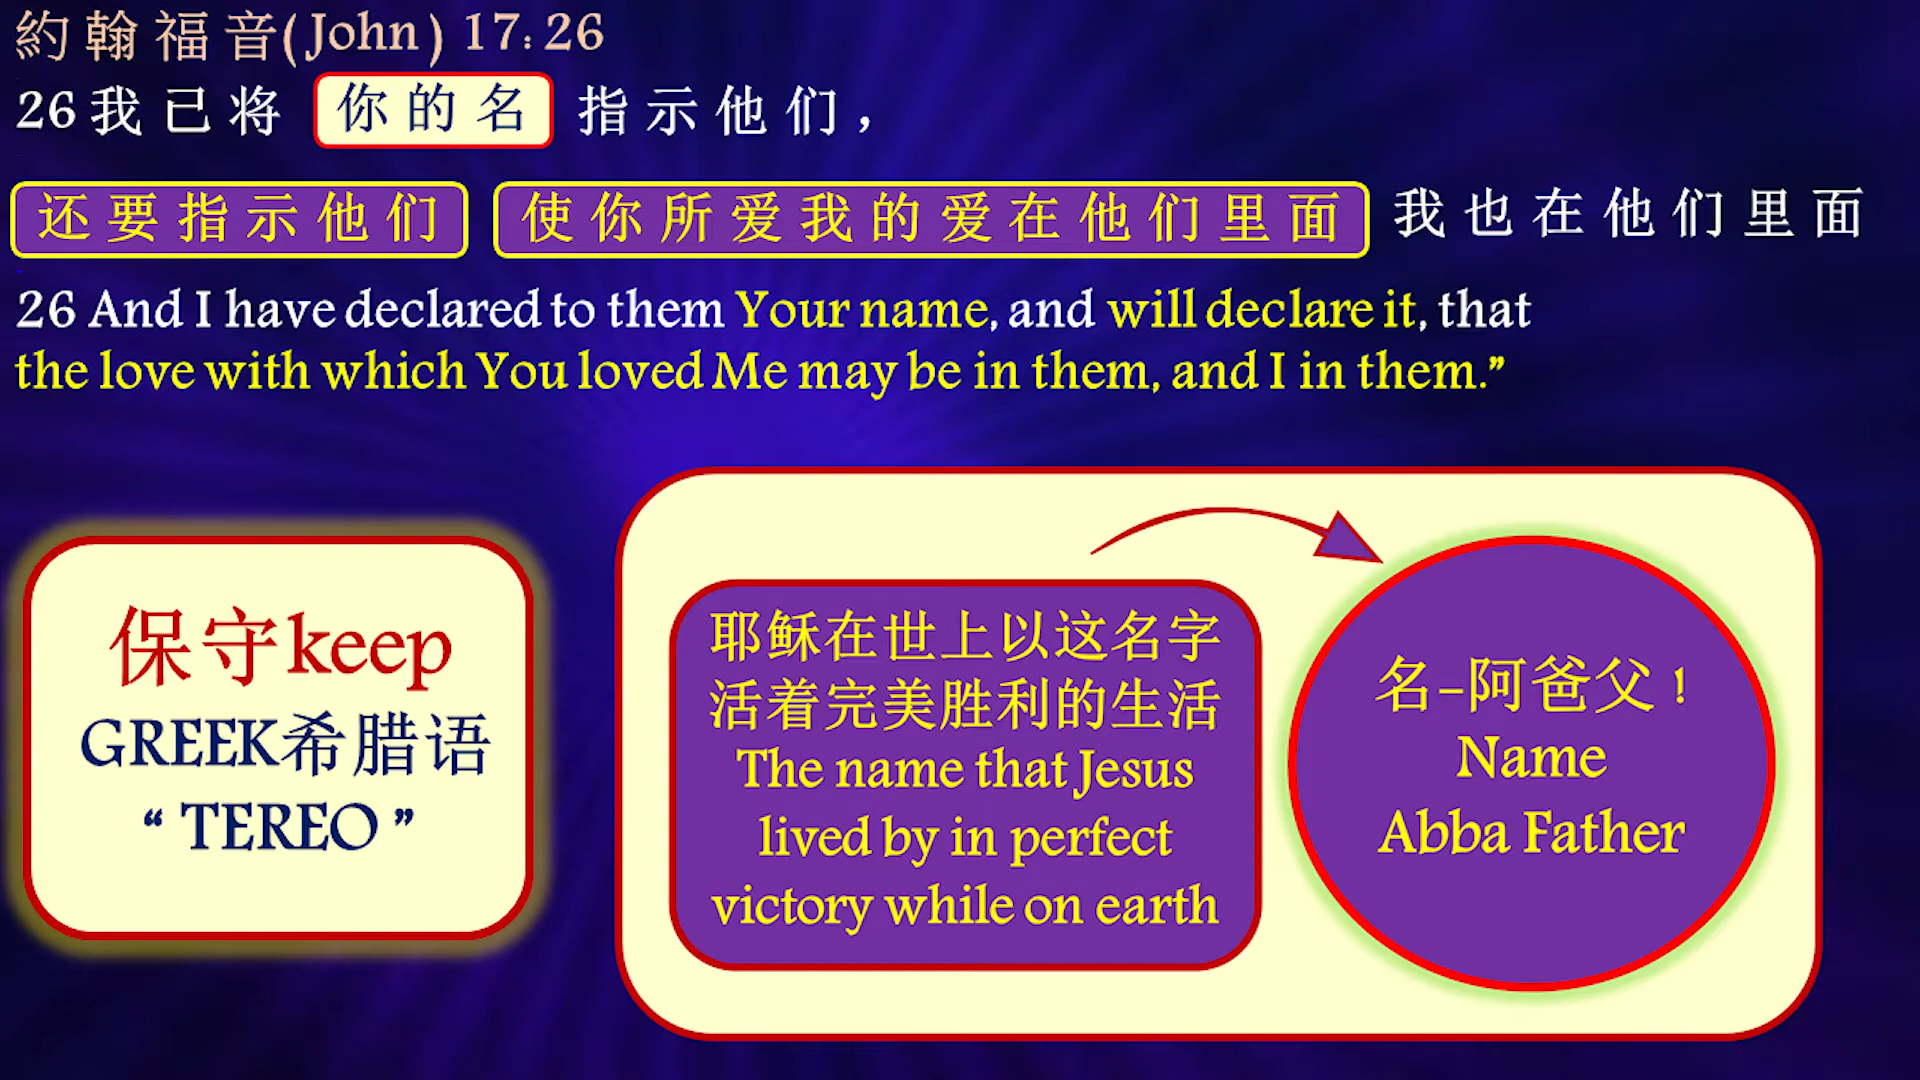 約翰福音(John) 17:26
26我已将 你的名 指示他们，
还要指示他们 使你所爱我的爱在他们里面 我也在他们里面
26 And I have declared to them Your name, and will declare it, that
the love with which You loved Me may be in them, and I in them.”
保守keep
GREEK希腊语
“ TEREO ”
耶稣在世上以这名字
活着完美胜利的生活
The name that Jesus
lived by in perfect
victory while on earth
名-阿爸父！
Name
Abba Father